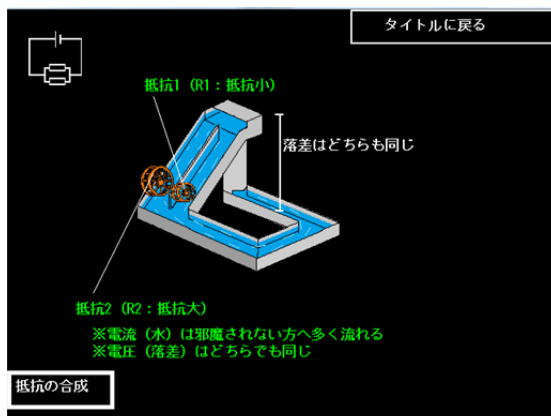 タイトルに戻る
抵抗1（R1：抵抗小）
落差はどちらも同じ
抵抗2（R2：抵抗大）
※電流（水）は邪魔されない方へ多く流れる
※電圧（落差）はどちらでも同じ
抵抗の合成